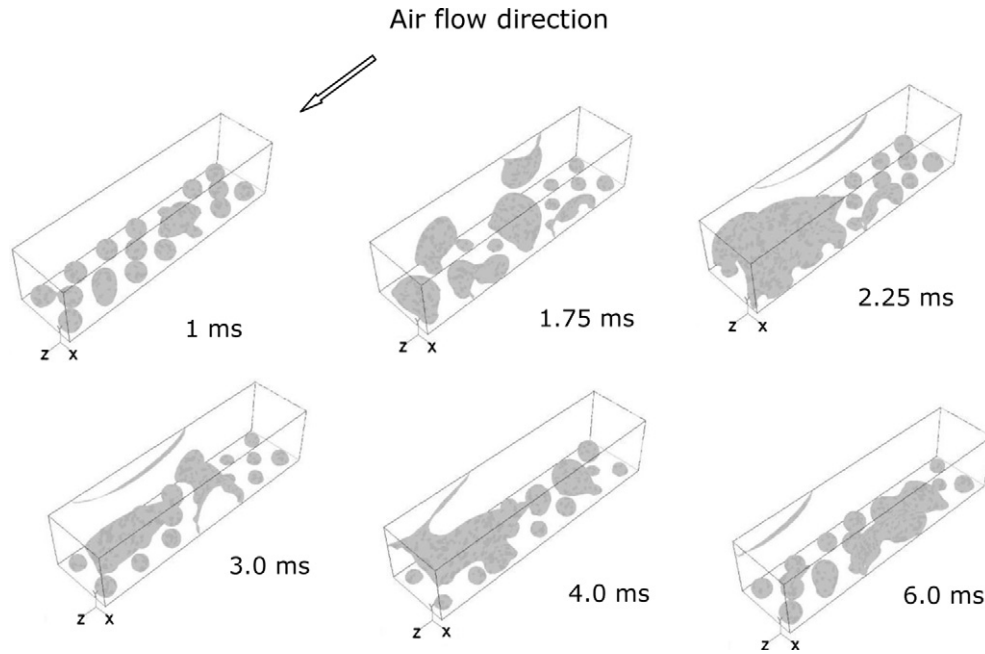 Air flow direction
1 ms
z x
1.75 ms
z x
2.25 ms
z x
3.0 ms
z x
4.0 ms
z x
6.0 ms
z x